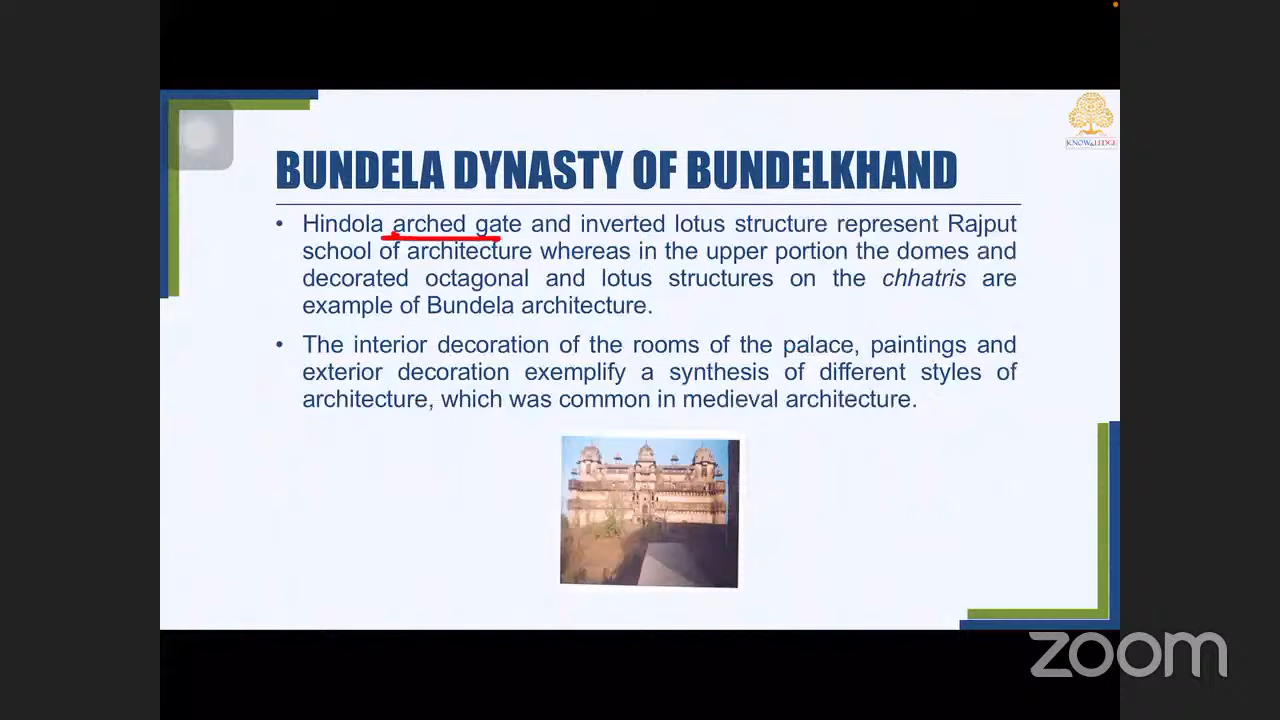 KNOWLEDGE
BUNDELA DYNASTY OF BUNDELKHAND
• Hindola arched gate and inverted lotus structure represent Rajput
school of architecture whereas in the upper portion the domes and
decorated octagonal and lotus structures on the chhatris are
example of Bundela architecture.
• The interior decoration of the rooms of the palace, paintings and
exterior decoration exemplify a synthesis of different styles of
architecture, which was common in medieval architecture.
zoom